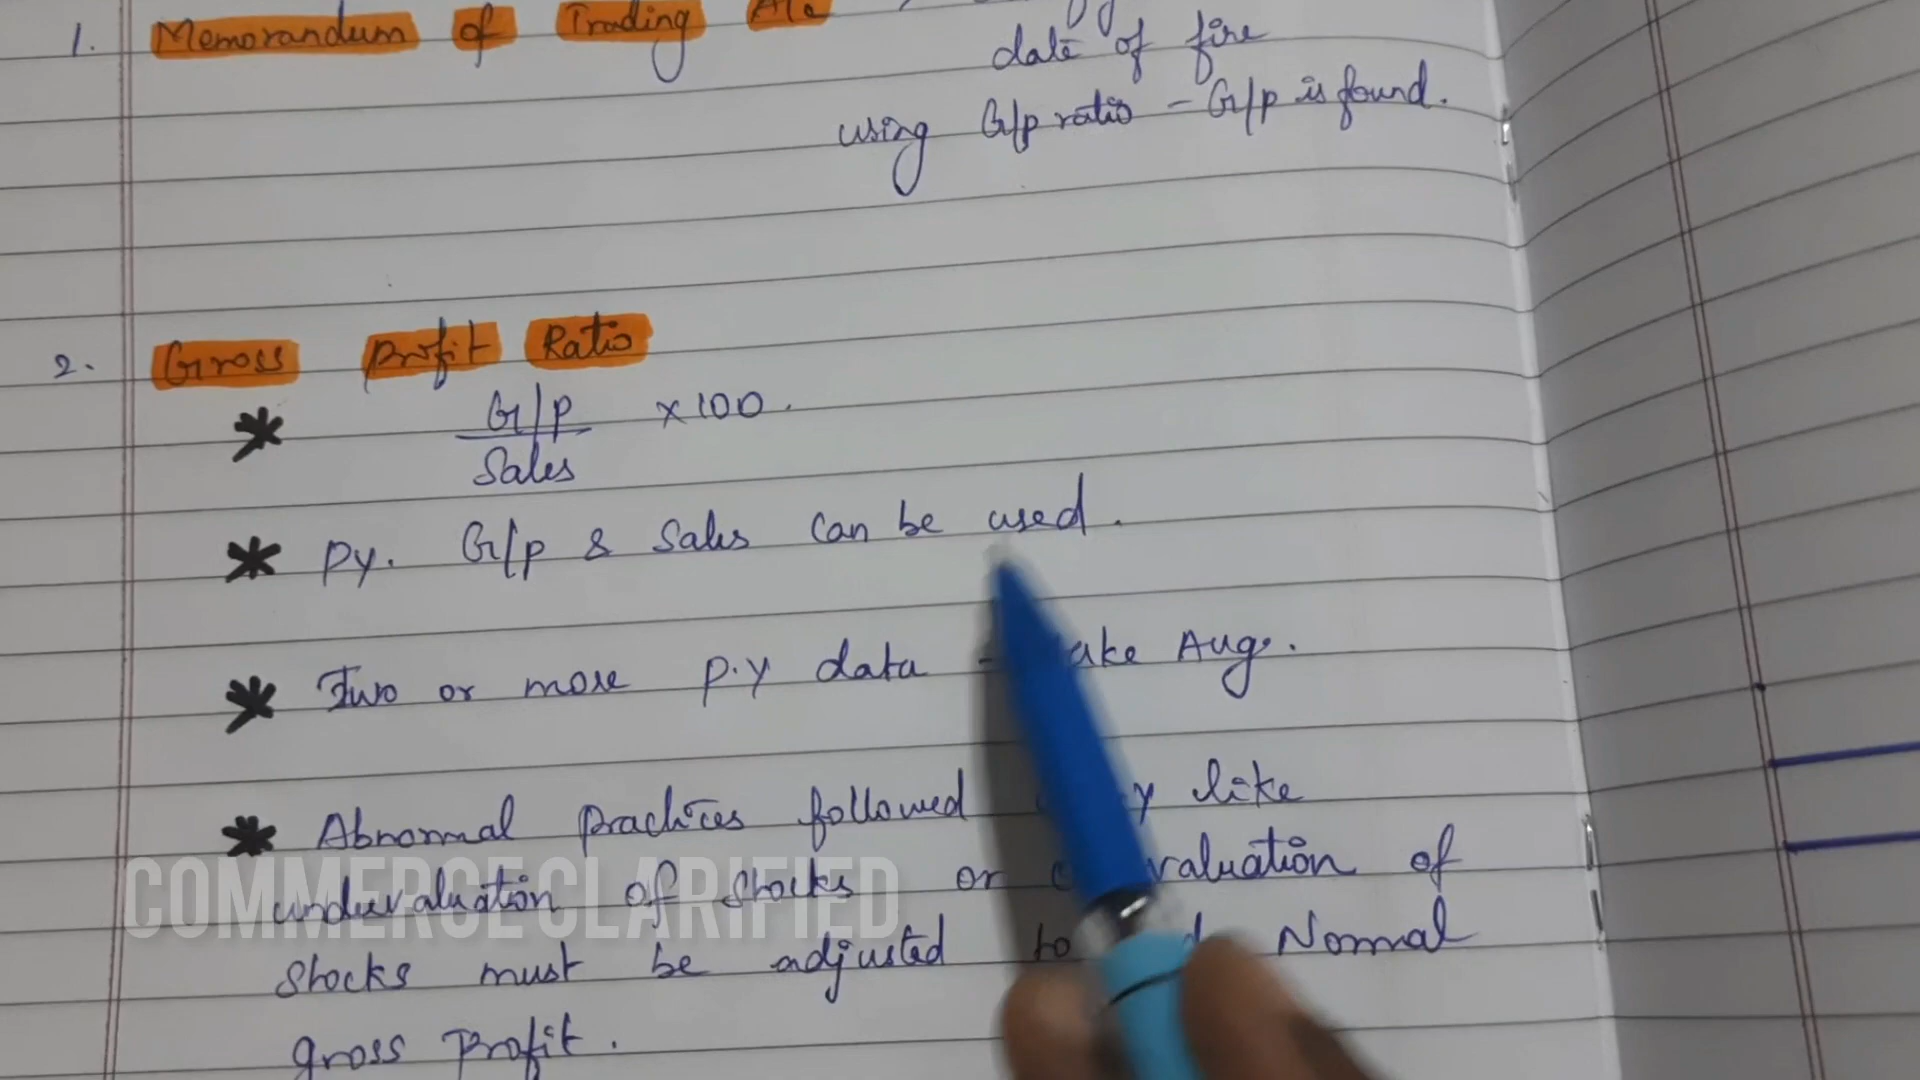 1. Memorandum of Trading A/c
date of fire
using G/p ratio - G/p is found.
2. Gross Profit Ratio
G/P / Sales × 100.
* PY. G/p & Sales can be used.
* Two or more P.Y data - Take Avg.
* Abnormal practices followed like
undervaluation of stocks or valuation of
stocks must be adjusted to Normal
gross Profit.
COMMERCE CLARIFIED